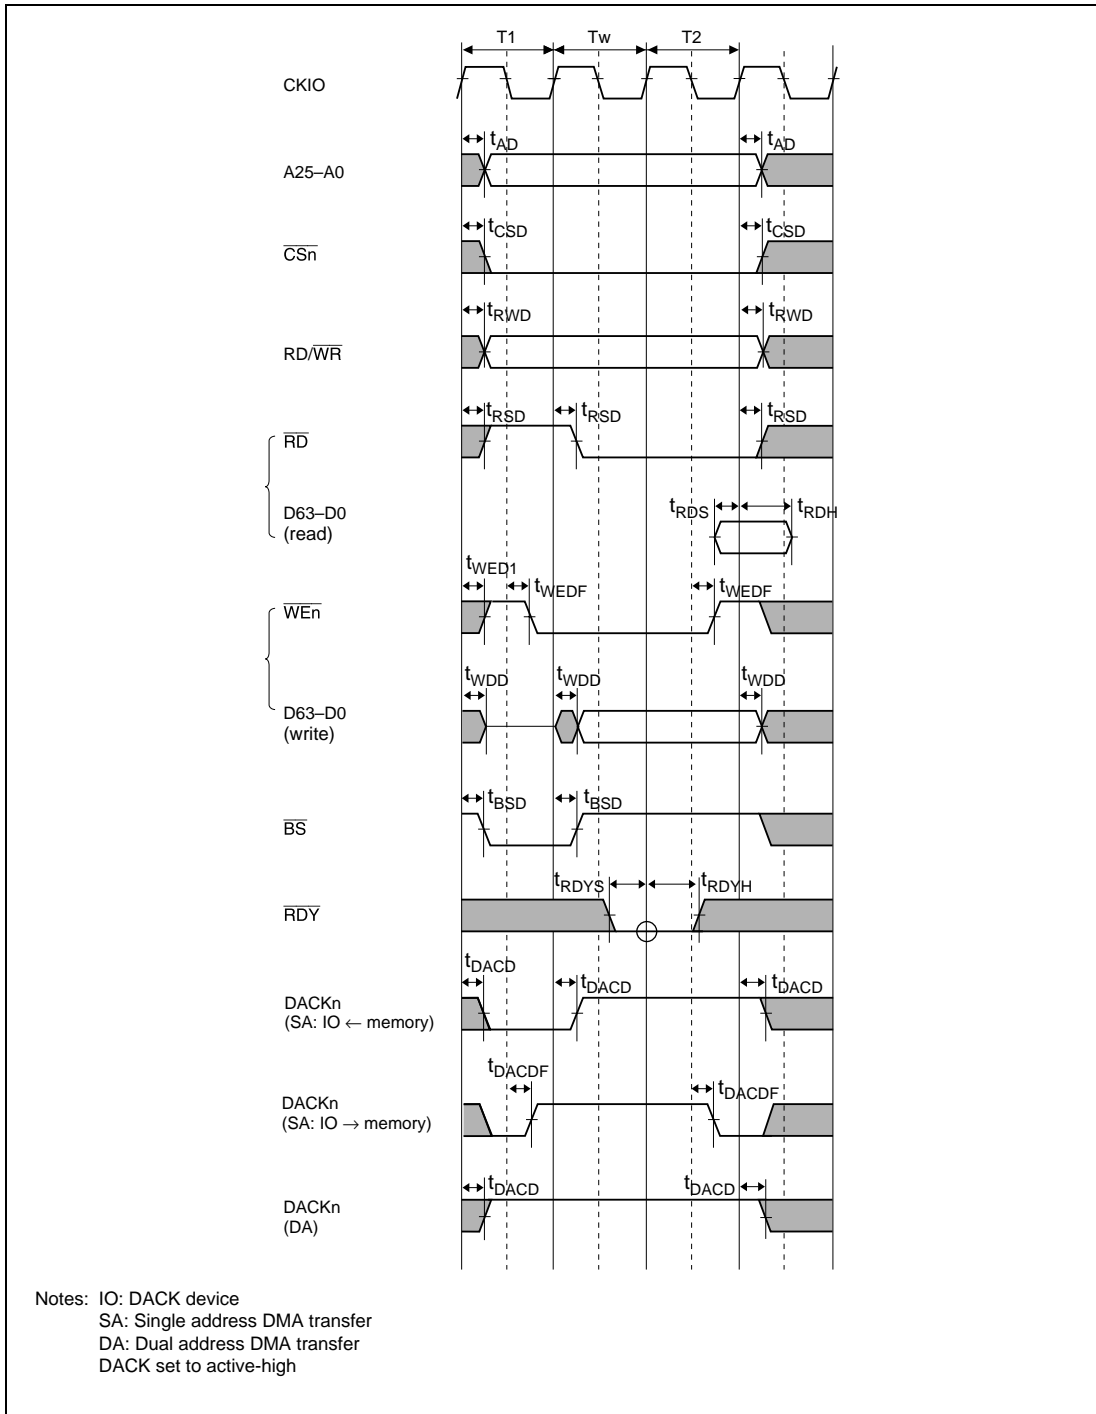 T1 Tw T2
CKIO
tAD tAD
A25–A0
tCSD tCSD
CSn
tRWD tRWD
RD/WR
tRSD tRSD tRSD
RD
tRDS tRDH
D63–D0
(read)
tWED1 tWEDF tWEDF
WEn
tWDD tWDD tWDD
D63–D0
(write)
tBSD tBSD
BS
tRDYS tRDYH
RDY
tDACD tDACD tDACD
DACKn
(SA: IO ← memory)
tDACDF tDACDF
DACKn
(SA: IO → memory)
tDACD tDACD
DACKn
(DA)
Notes: IO: DACK device
SA: Single address DMA transfer
DA: Dual address DMA transfer
DACK set to active-high